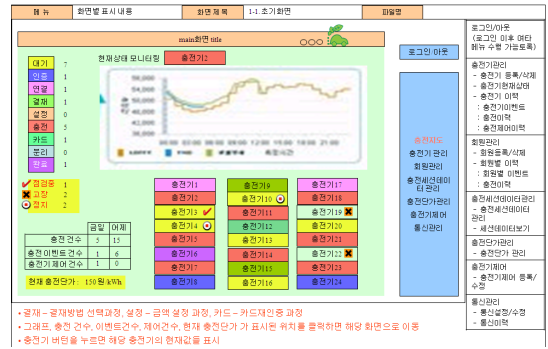 메 뉴
화면별 표시 내용
화면 제목
1-1.초기화면
파일명
main화면 title
현재상태 모니터링
충전기2
로그인/아웃
대기 7
인증 1
연결 1
결재 1
설정 0
충전 5
카드 1
분리 0
완료 1
점검중 1
고장 2
정지 2
충전지도
충전기 관리
회원관리
충전세션데이터 관리
충전단가관리
충전기제어
통신관리
충전기1 충전기9 충전기17
충전기2 충전기10 충전기18
충전기3 충전기11 충전기19
충전기4 충전기12 충전기20
충전기5 충전기13 충전기21
충전기6 충전기14 충전기22
충전기7 충전기15 충전기23
충전기8 충전기16 충전기24
금일 어제
충전건수 5 15
충전이벤트건수 1 6
충전기제어건수 1 1
현재 충전단가 : 150원/kWh
로그인/아웃
(로그인 이후 여타
메뉴 수행 가능토록)
충전기관리
- 충전기 등록/삭제
- 충전기현재상태
- 충전기 이력
: 충전기이벤트
: 충전이력
: 충전제어이력
회원관리
- 회원등록/삭제
- 회원별 이력
: 회원별 이벤트
: 충전이력
충전세션데이터관리
- 충전세션데이터
관리
- 세션데이터보기
충전단가관리
- 충전단가 관리
충전기제어
- 충전기제어 등록/
수정
통신관리
- 통신설정/수정
- 통신이력
• 결재 – 결재방법 선택과정, 설정 – 금액 설정 과정, 카드 – 카드재인증 과정
• 그래프, 충전 건수, 이벤트건수, 제어건수, 현재 충전단가 가 표시된 위치를 클릭하면 해당 화면으로 이동
• 충전기 버턴을 누르면 해당 충전기의 현재값을 표시